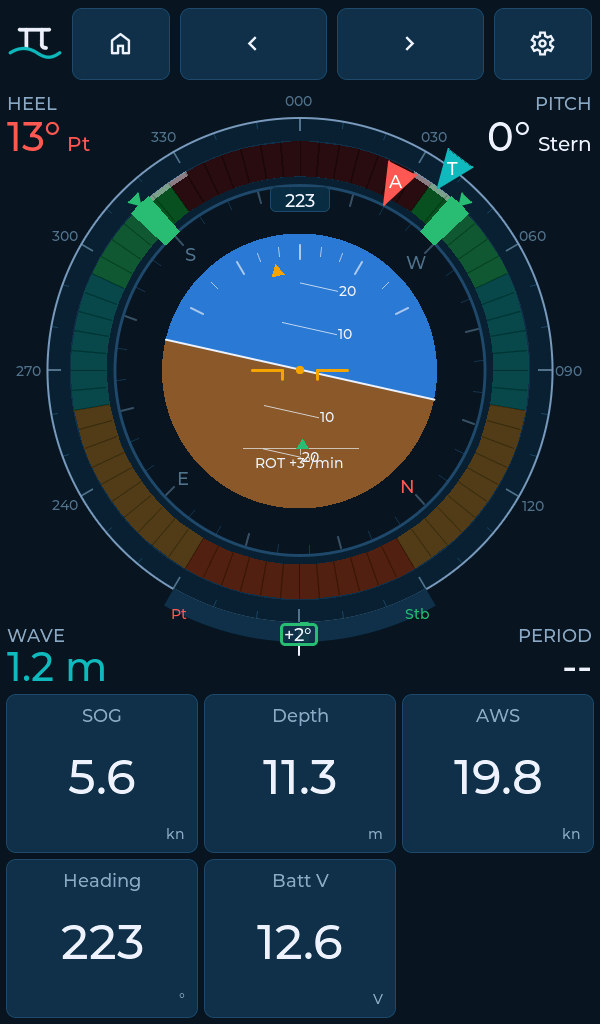 HEEL
13° Pt
PITCH
0° Stern
000
330
030
300
060
270
090
240
120
A
T
223
S
W
E
N
20
10
10
20
ROT +3°/min
Pt
Stb
+2°
WAVE
1.2 m
PERIOD
--
SOG
5.6
kn
Depth
11.3
m
AWS
19.8
kn
Heading
223
°
Batt V
12.6
V